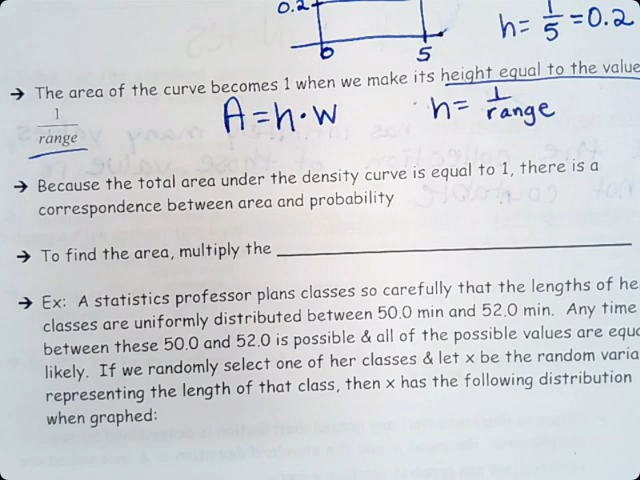 0.2
0
5
h = 1/5 = 0.2
→ The area of the curve becomes 1 when we make its height equal to the value
1
range
A = h · w
h = 1/range
→ Because the total area under the density curve is equal to 1, there is a
correspondence between area and probability
→ To find the area, multiply the
→ Ex: A statistics professor plans classes so carefully that the lengths of he
classes are uniformly distributed between 50.0 min and 52.0 min. Any time
between these 50.0 and 52.0 is possible & all of the possible values are equa
likely. If we randomly select one of her classes & let x be the random varia
representing the length of that class, then x has the following distribution
when graphed: